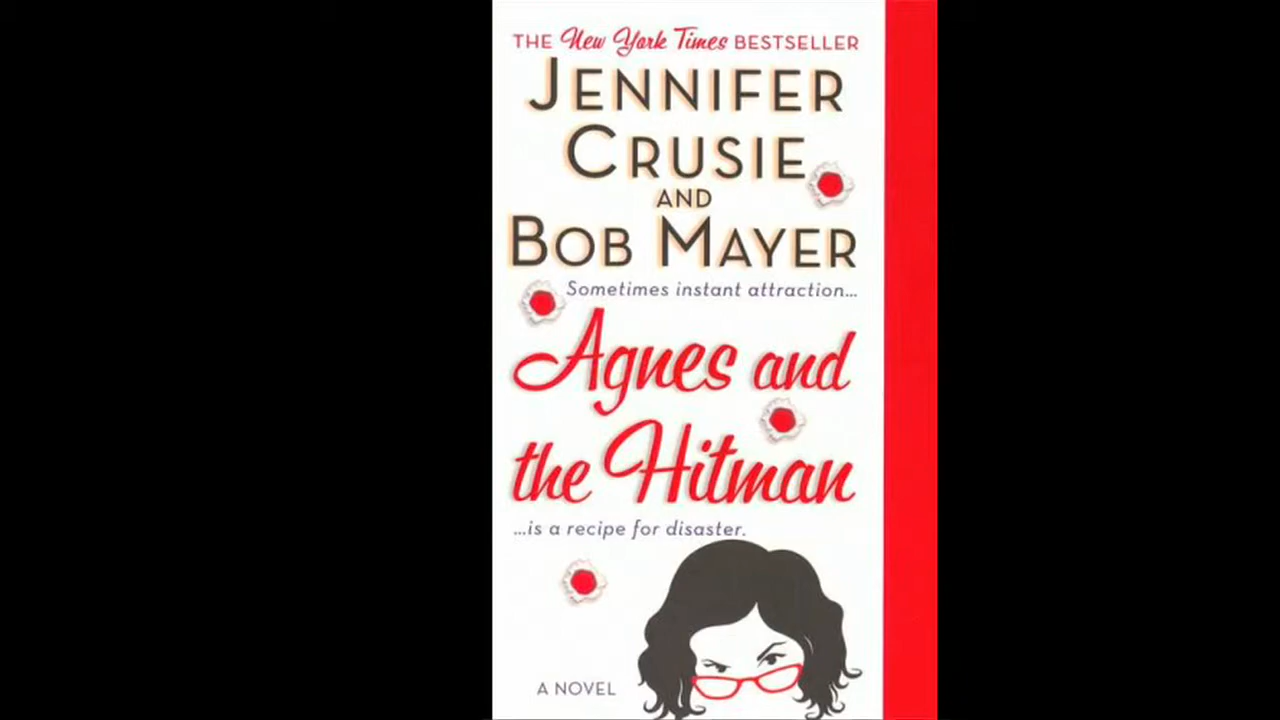 THE New York Times BESTSELLER
JENNIFER
CRUSIE
AND
BOB MAYER
Sometimes instant attraction...
Agnes and
the Hitman
...is a recipe for disaster.
A NOVEL